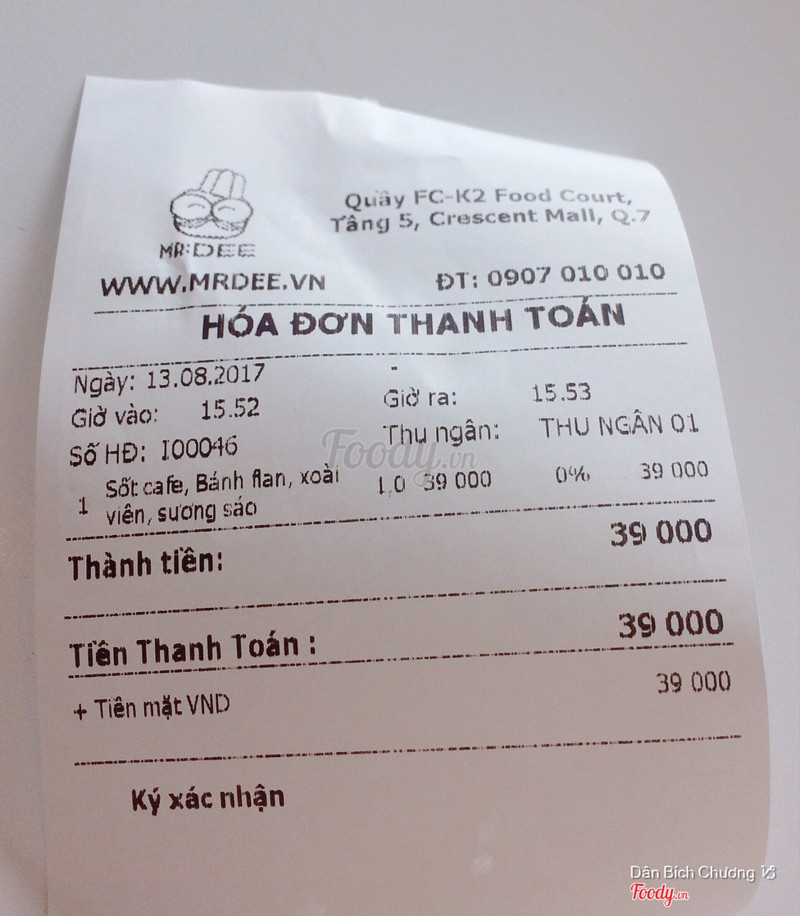 MR:DEE
Quầy FC-K2 Food Court,
Tầng 5, Crescent Mall, Q.7
WWW.MRDEE.VN ĐT: 0907 010 010
HÓA ĐƠN THANH TOÁN
Ngày: 13.08.2017 -
Giờ vào: 15.52 Giờ ra: 15.53
Số HĐ: I00046 Thu ngân: THU NGÂN 01
Foody.vn
1 Sốt cafe, Bánh flan, xoài 1,0 39 000 0% 39 000
viên, sương sáo
Thành tiền: 39 000
Tiền Thanh Toán : 39 000
+ Tiền mặt VND 39 000
Ký xác nhận
Dân Bích Chương
Foody.vn